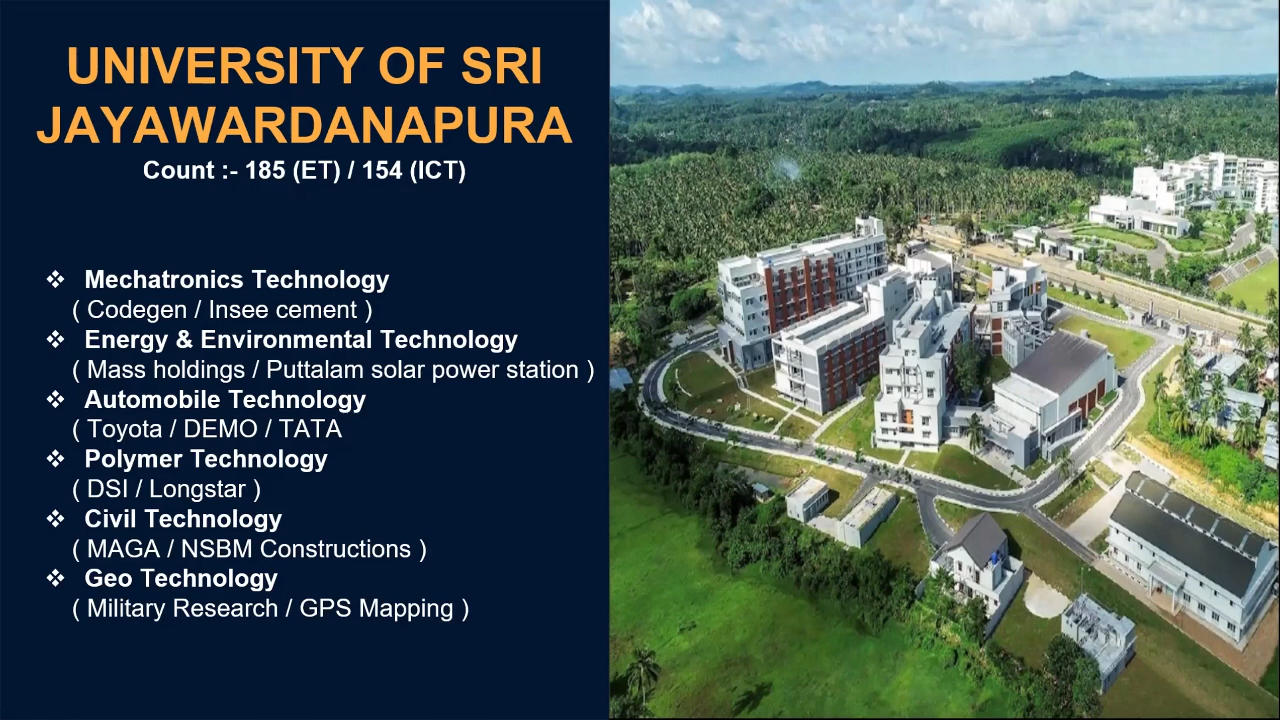 UNIVERSITY OF SRI
JAYAWARDANAPURA
Count :- 185 (ET) / 154 (ICT)
❖ Mechatronics Technology
( Codegen / Insee cement )
❖ Energy & Environmental Technology
( Mass holdings / Puttalam solar power station )
❖ Automobile Technology
( Toyota / DEMO / TATA
❖ Polymer Technology
( DSI / Longstar )
❖ Civil Technology
( MAGA / NSBM Constructions )
❖ Geo Technology
( Military Research / GPS Mapping )